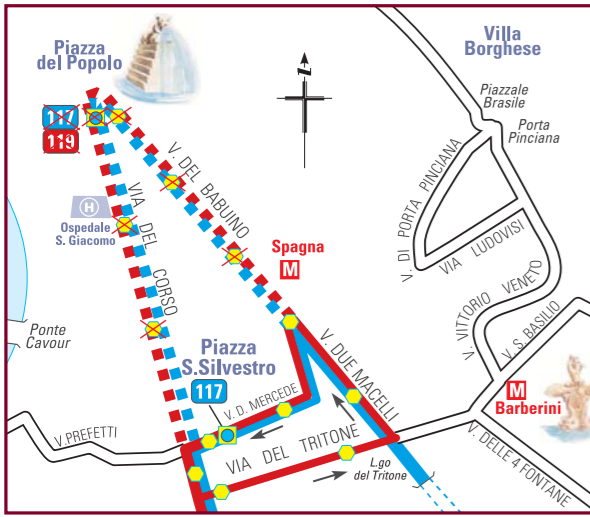 Piazza
del Popolo
Villa
Borghese
Piazzale
Brasile
Porta
Pinciana
117
119
V. DEL BABUINO
V. DI PORTA PINCIANA
H
Ospedale
S. Giacomo
VIA DEL CORSO
VIA LUDOVISI
Spagna
M
V. VITTORIO VENETO
V. S. BASILIO
Ponte
Cavour
Piazza
S.Silvestro
117
V. DUE MACELLI
M
Barberini
V. D. MERCEDE
V.PREFETTI
VIA DEL TRITONE
L.go
del Tritone
V. DELLE 4 FONTANE